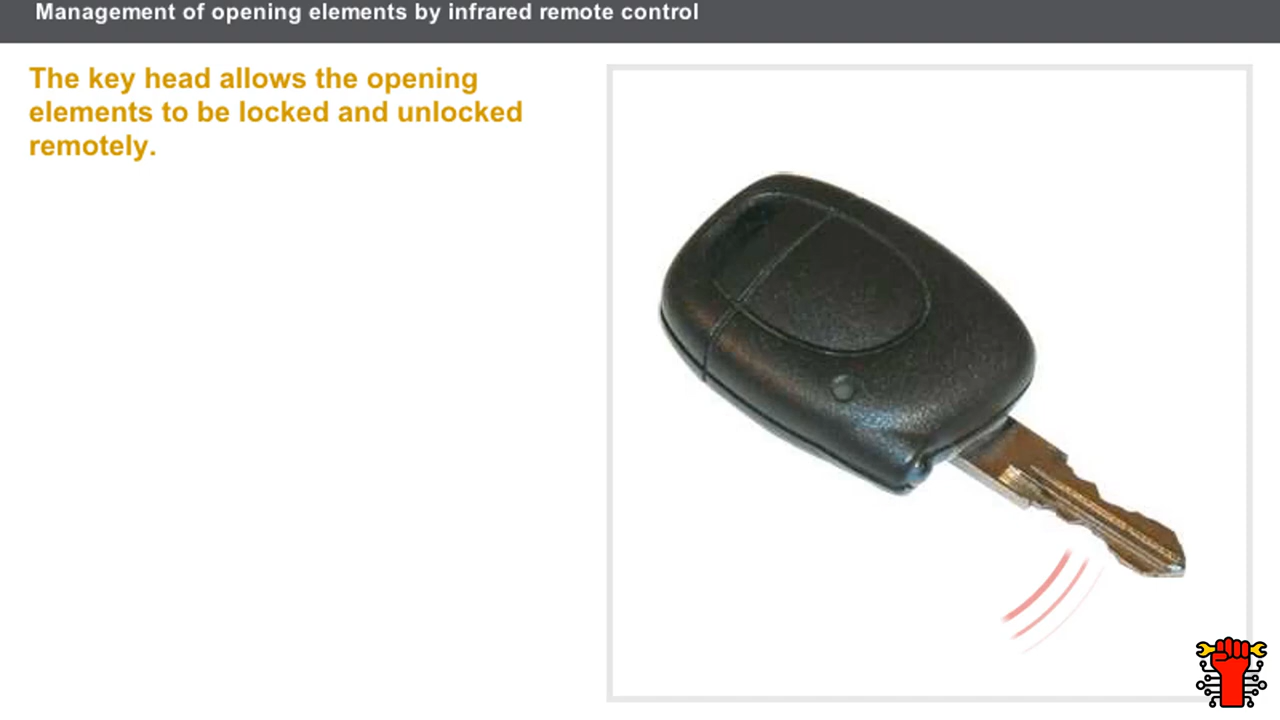 Management of opening elements by infrared remote control
The key head allows the opening
elements to be locked and unlocked
remotely.